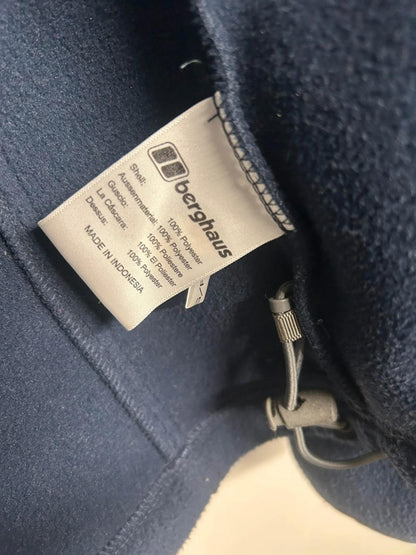 berghaus
Shell: 100% Polyester
Aussenmaterial: 100% Polyester
Guscio: 100% Poliestere
La Cáscara: 100% El Poliester
Dessus: 100% Polyester
MADE IN INDONESIA